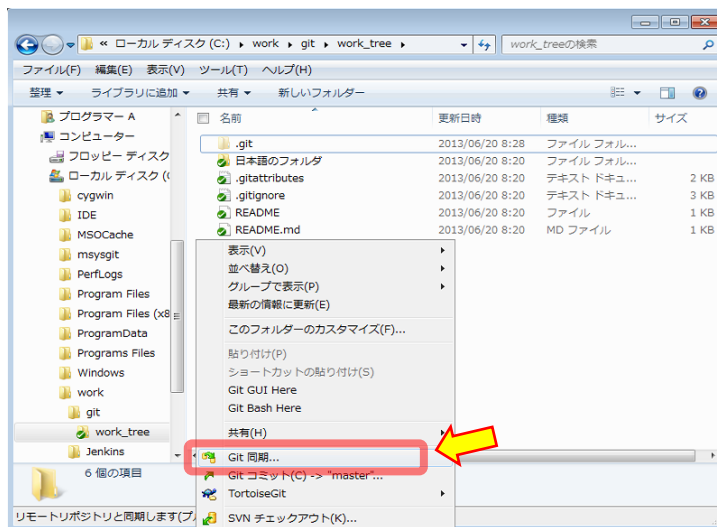 « ローカル ディスク (C:) ▸ work ▸ git ▸ work_tree ▸
work_treeの検索
ファイル(F) 編集(E) 表示(V) ツール(T) ヘルプ(H)
整理 ▼ ライブラリに追加 ▼ 共有 ▼ 新しいフォルダー
プログラマー A
コンピューター
フロッピー ディスク
ローカル ディスク (
cygwin
IDE
MSOCache
msysgit
PerfLogs
Program Files
Program Files (x8
ProgramData
Programs Files
Windows
work
git
work_tree
Jenkins
名前 更新日時 種類 サイズ
.git 2013/06/20 8:28 ファイル フォル...
日本語のフォルダ 2013/06/20 8:20 ファイル フォル...
.gitattributes 2013/06/20 8:20 テキスト ドキュ... 2 KB
.gitignore 2013/06/20 8:20 テキスト ドキュ... 3 KB
README 2013/06/20 8:20 ファイル 1 KB
README.md 2013/06/20 8:20 MD ファイル 1 KB
表示(V)
並べ替え(O)
グループで表示(P)
最新の情報に更新(E)
このフォルダーのカスタマイズ(F)...
貼り付け(P)
ショートカットの貼り付け(S)
Git GUI Here
Git Bash Here
共有(H)
Git 同期...
Git コミット(C) -> "master"...
TortoiseGit
SVN チェックアウト(K)...
6 個の項目
リモートリポジトリと同期します(プ